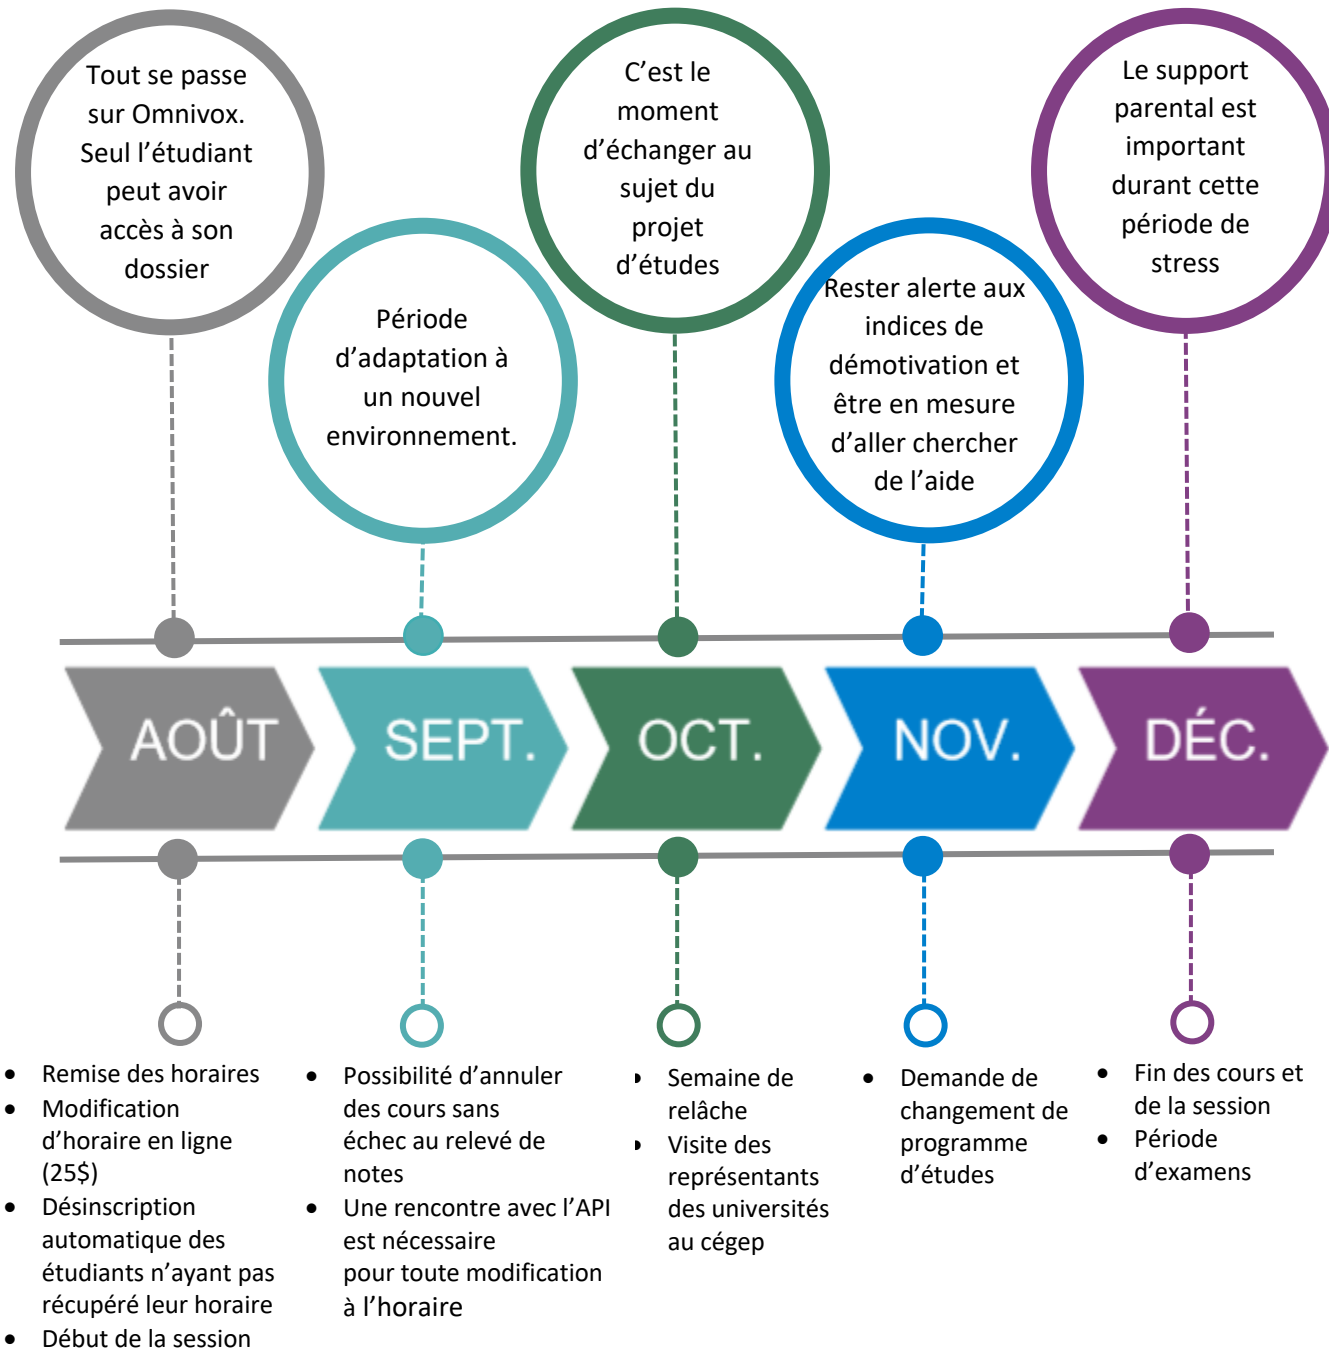 Tout se passe
sur Omnivox.
Seul l’étudiant
peut avoir
accès à son
dossier
Période
d’adaptation à
un nouvel
environnement.
C’est le
moment
d’échanger au
sujet du
projet
d’études
Rester alerte aux
indices de
démotivation et
être en mesure
d’aller chercher
de l’aide
Le support
parental est
important
durant cette
période de
stress
AOÛT
SEPT.
OCT.
NOV.
DÉC.
• Remise des horaires
• Modification
d’horaire en ligne
(25$)
• Désinscription
automatique des
étudiants n’ayant pas
récupéré leur horaire
• Début de la session
• Possibilité d’annuler
des cours sans
échec au relevé de
notes
• Une rencontre avec l’API
est nécessaire
pour toute modification
à l’horaire
• Semaine de
relâche
• Visite des
représentants
des universités
au cégep
• Demande de
changement de
programme
d’études
• Fin des cours et
de la session
• Période
d’examens